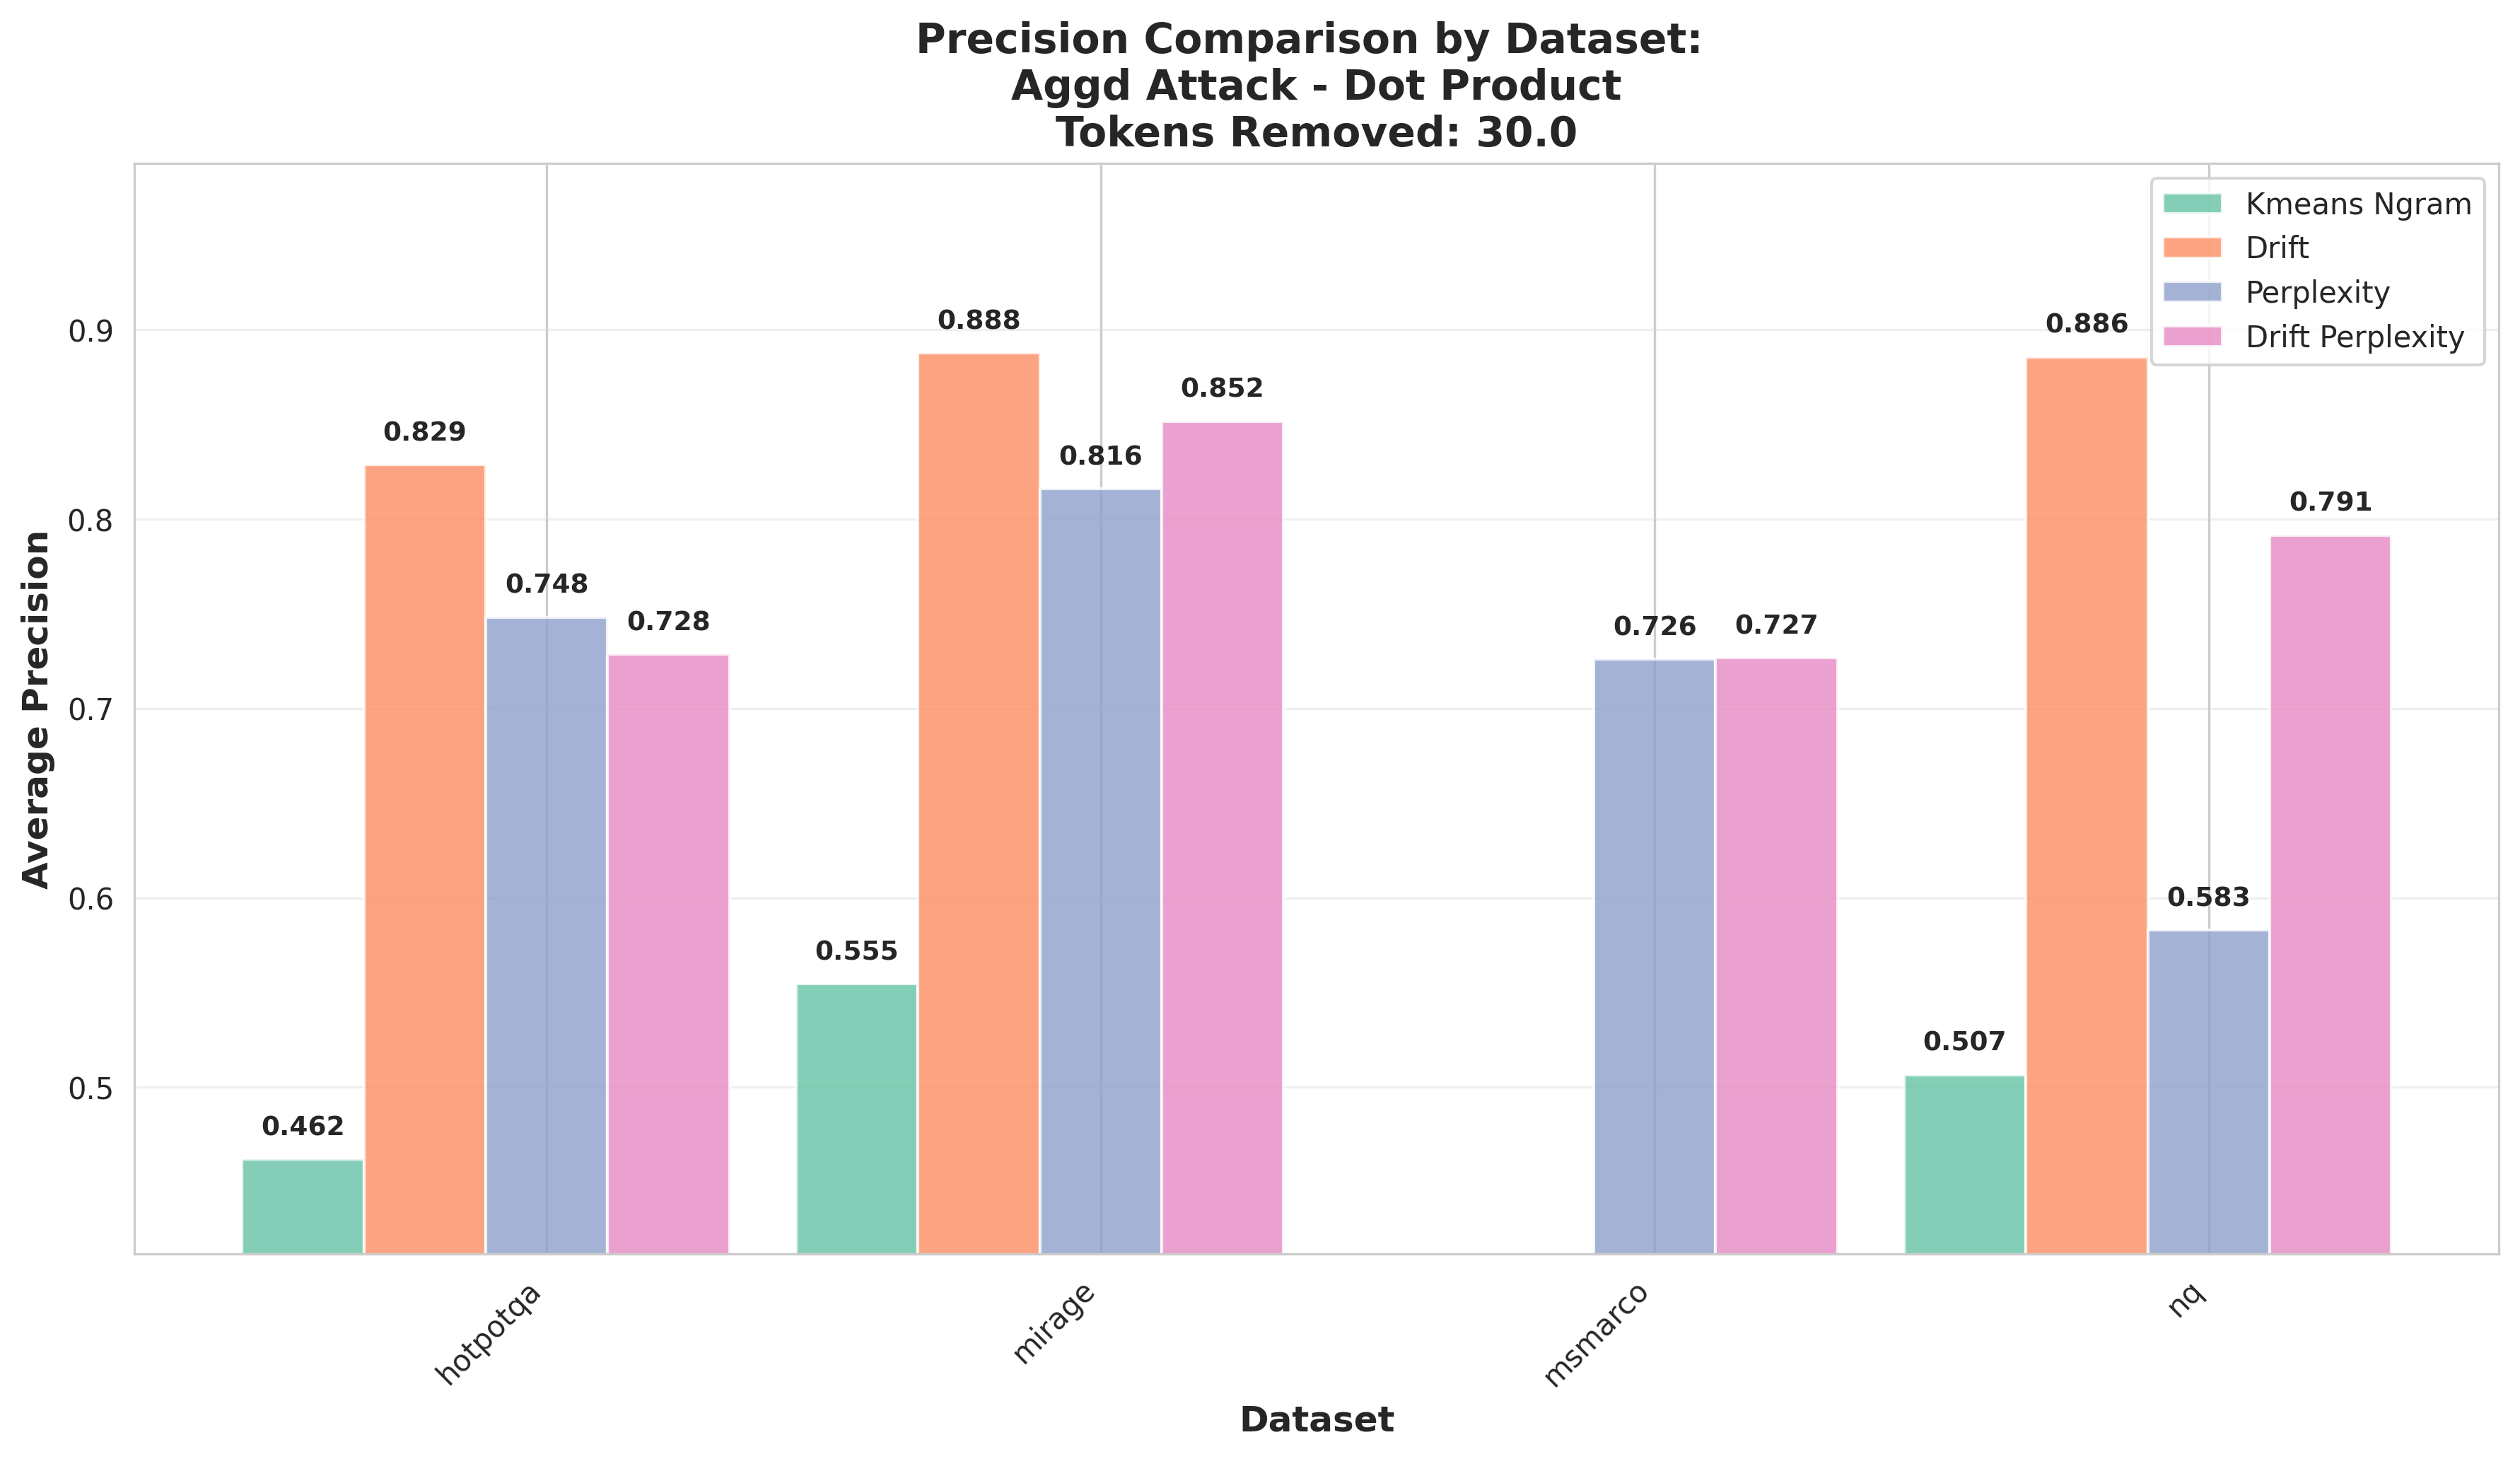 Precision Comparison by Dataset:
Aggd Attack - Dot Product
Tokens Removed: 30.0
Kmeans Ngram
Drift
Perplexity
Drift Perplexity
Average Precision
0.9
0.8
0.7
0.6
0.5
0.462
0.829
0.748
0.728
0.555
0.888
0.816
0.852
0.726
0.727
0.507
0.886
0.583
0.791
hotpotqa
mirage
msmarco
nq
Dataset